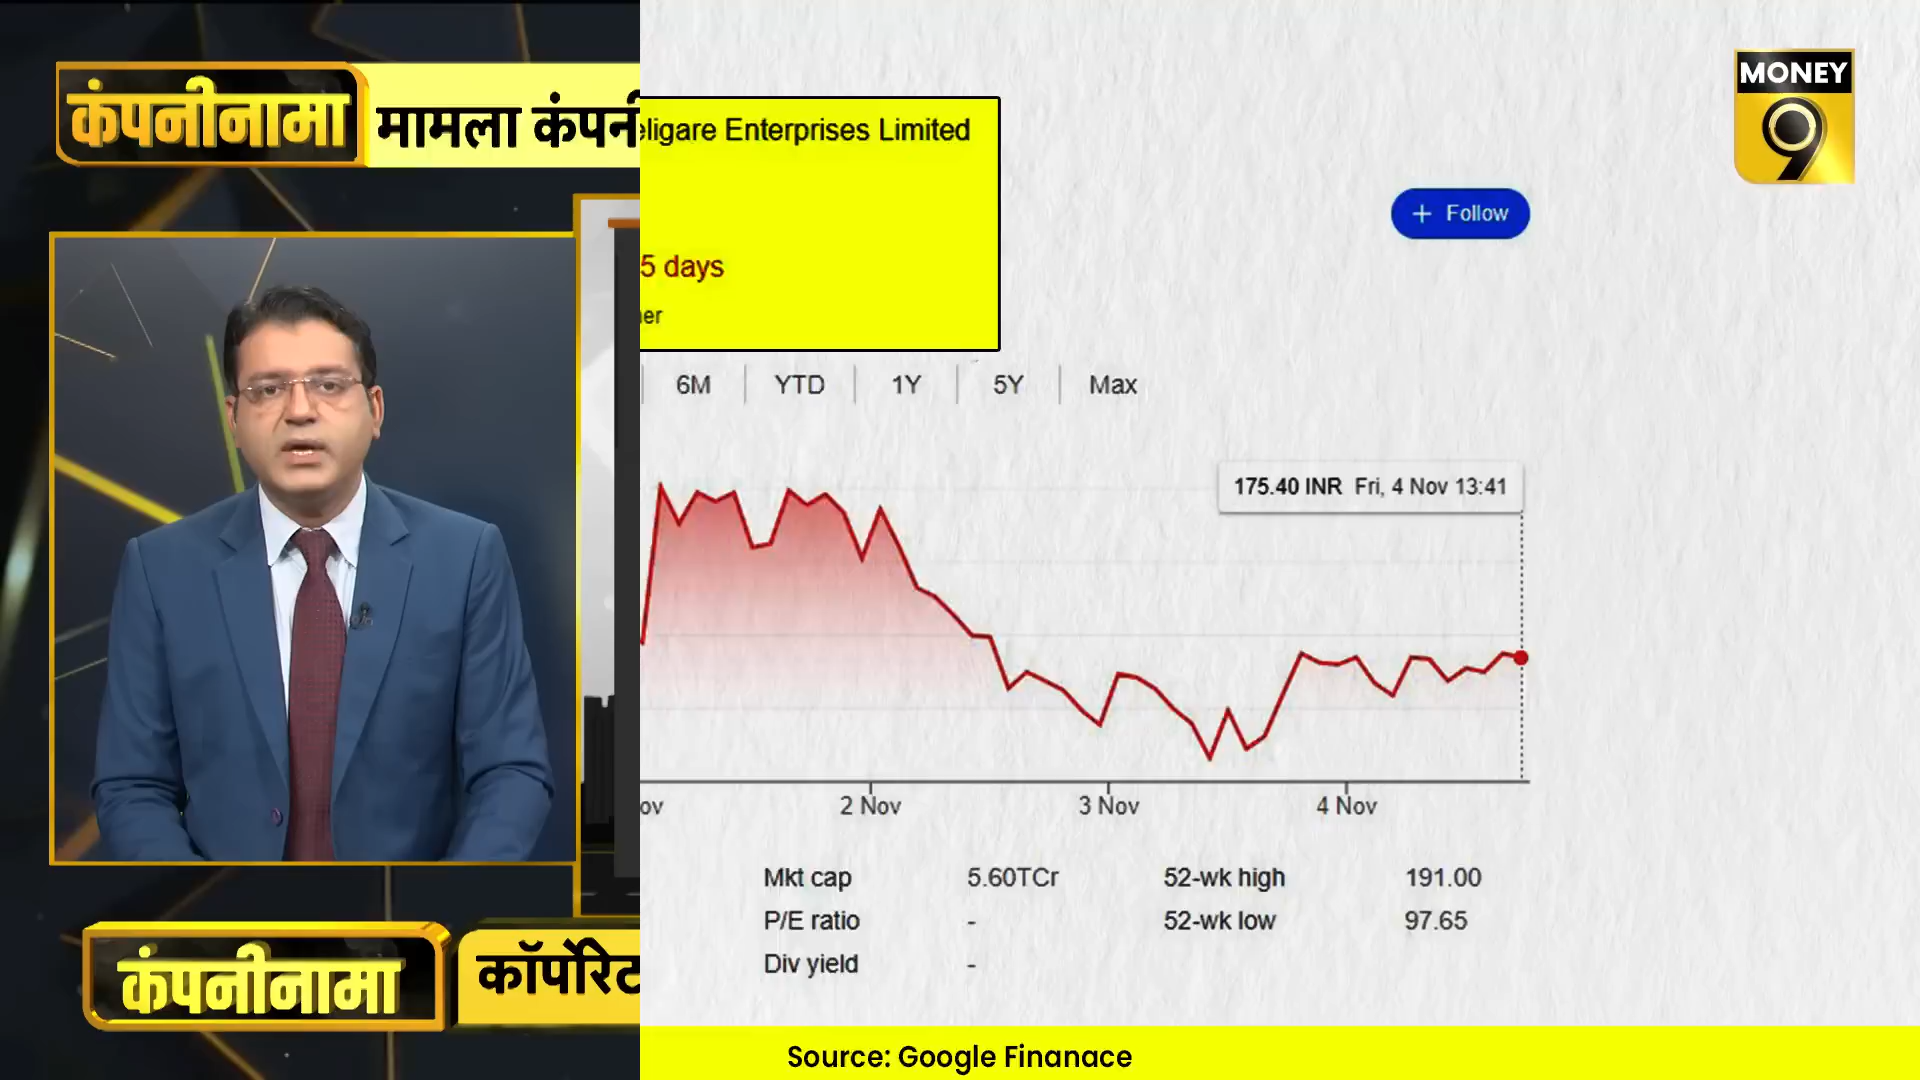 कंपनीनामा
मामला कंपनी
MONEY
9
eligare Enterprises Limited
+ Follow
5 days
er
6M YTD 1Y 5Y Max
175.40 INR Fri, 4 Nov 13:41
ov 2 Nov 3 Nov 4 Nov
Mkt cap 5.60TCr 52-wk high 191.00
P/E ratio - 52-wk low 97.65
Div yield -
कंपनीनामा
कॉर्पोरेट
Source: Google Finanace